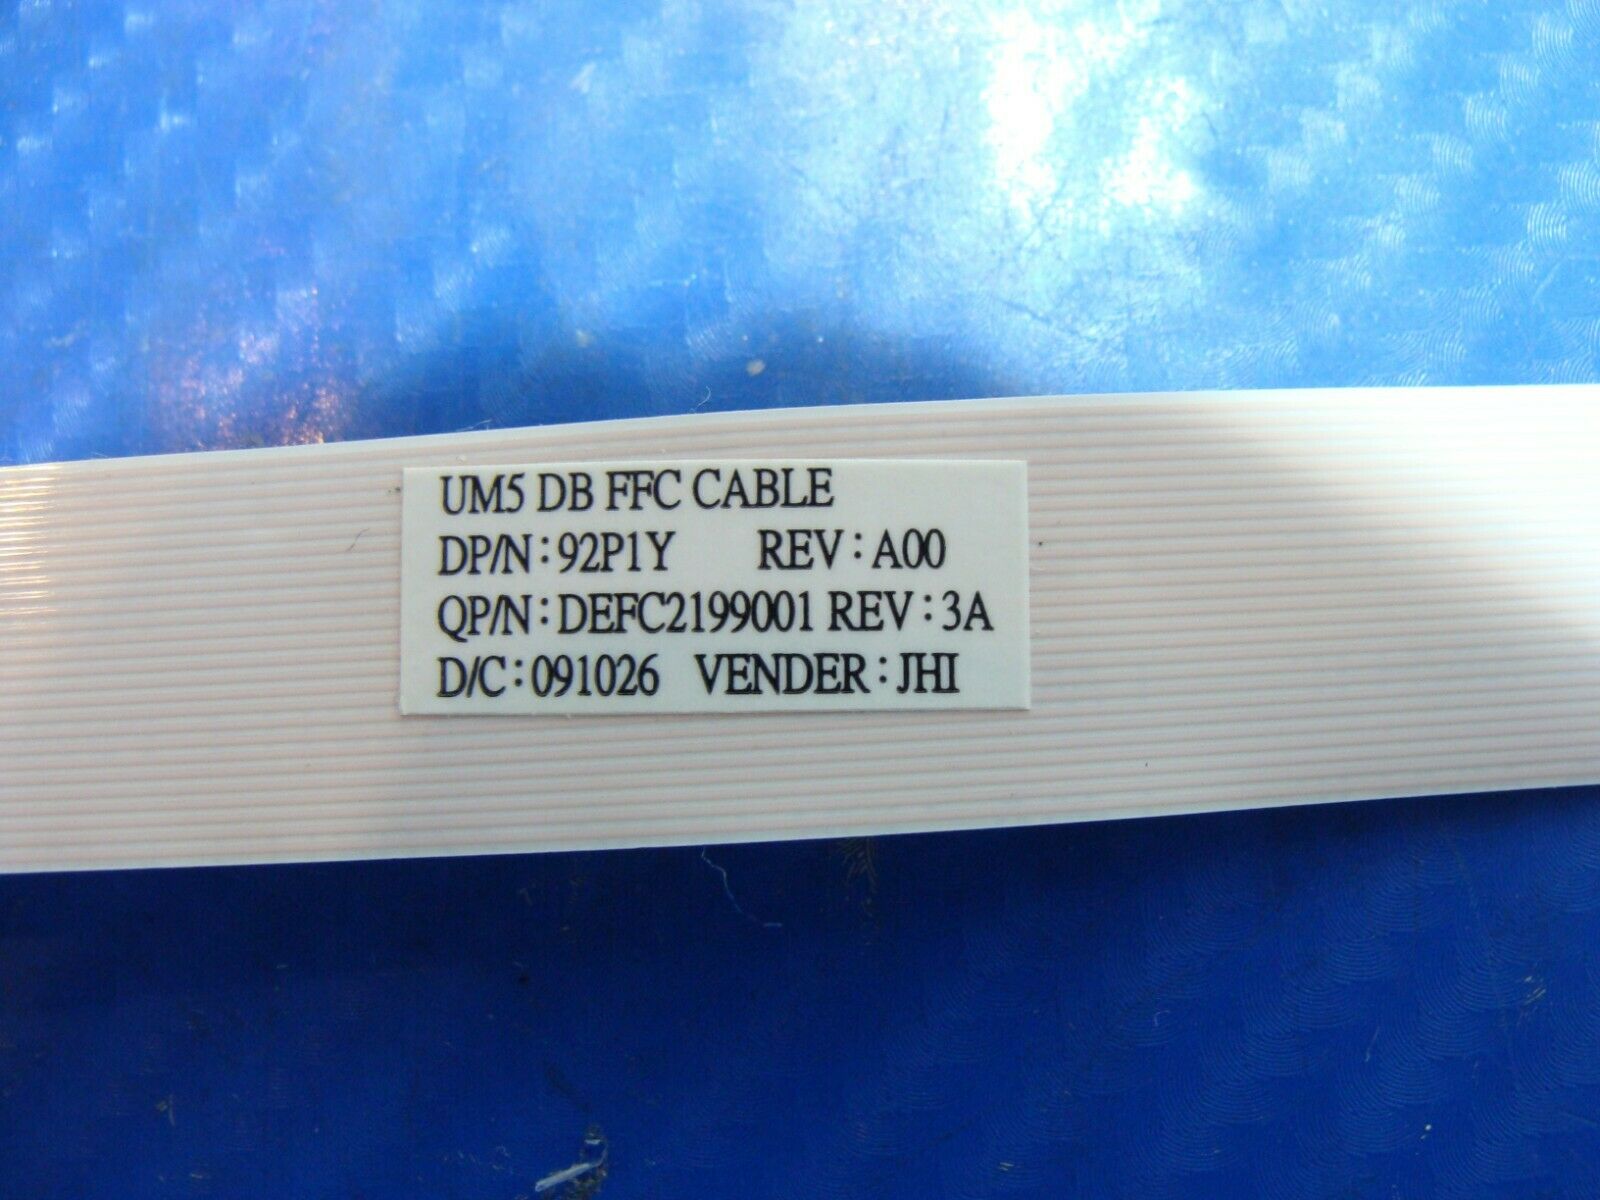 UM5 DB FFC CABLE
DP/N:92P1Y REV:A00
QP/N:DEFC2199001 REV:3A
D/C:091026 VENDER:JHI